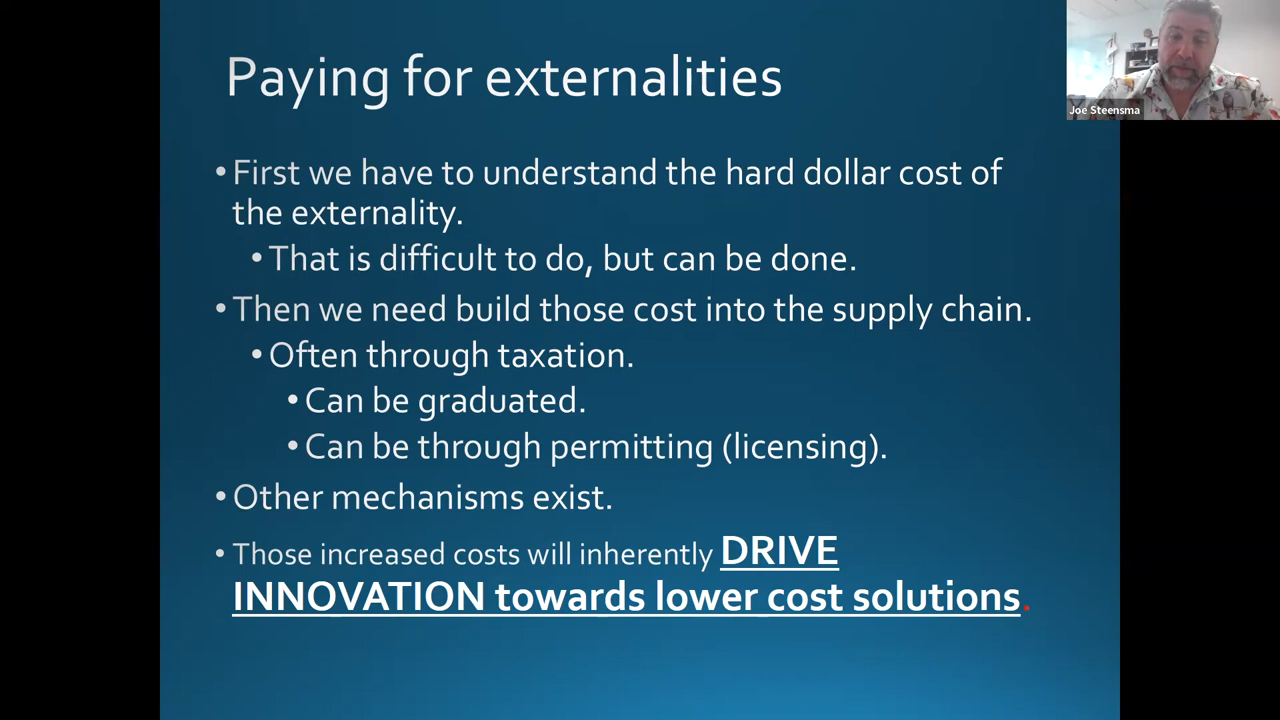 Paying for externalities
Joe Steensma
•First we have to understand the hard dollar cost of
the externality.
•That is difficult to do, but can be done.
•Then we need build those cost into the supply chain.
•Often through taxation.
•Can be graduated.
•Can be through permitting (licensing).
•Other mechanisms exist.
•Those increased costs will inherently DRIVE
INNOVATION towards lower cost solutions.